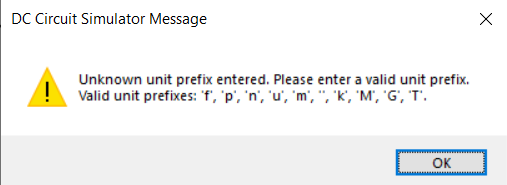 DC Circuit Simulator Message
Unknown unit prefix entered. Please enter a valid unit prefix.
Valid unit prefixes: 'f', 'p', 'n', 'u', 'm', '', 'k', 'M', 'G', 'T'.
OK